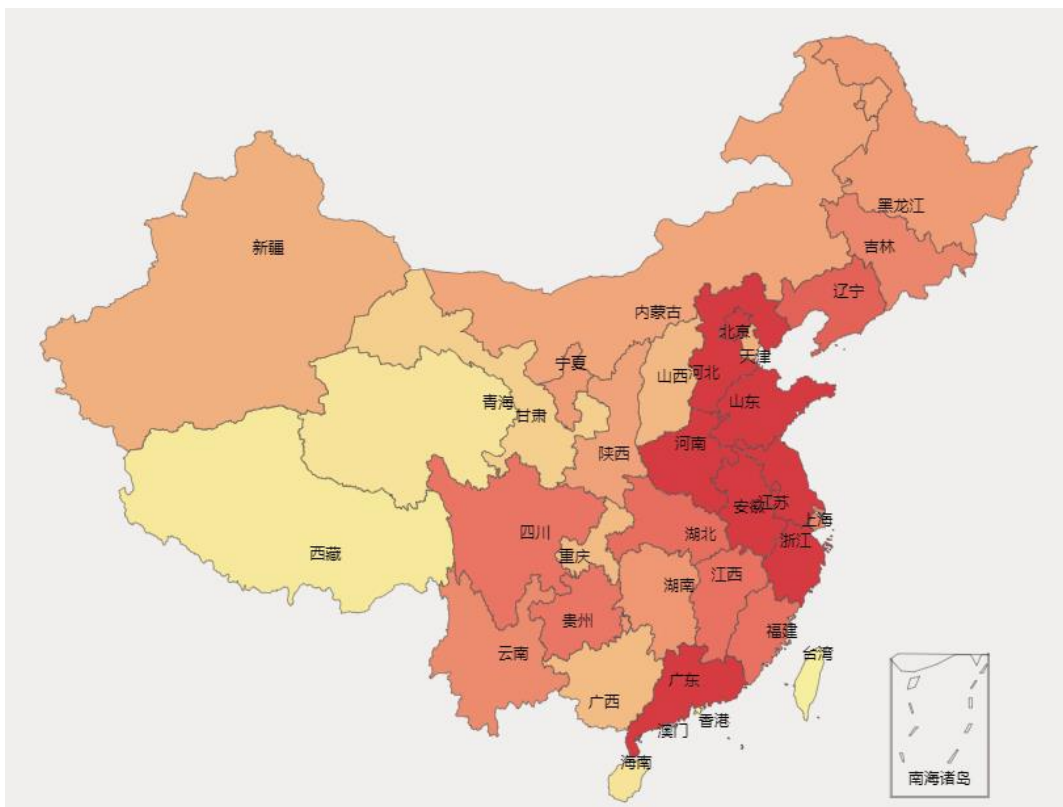 黑龙江
新疆
吉林
辽宁
内蒙古
北京
天津
宁夏
山西
河北
青海
甘肃
山东
河南
陕西
安徽
江苏
上海
四川
湖北
浙江
西藏
重庆
江西
湖南
贵州
福建
云南
台湾
广东
广西
香港
澳门
海南
南海诸岛